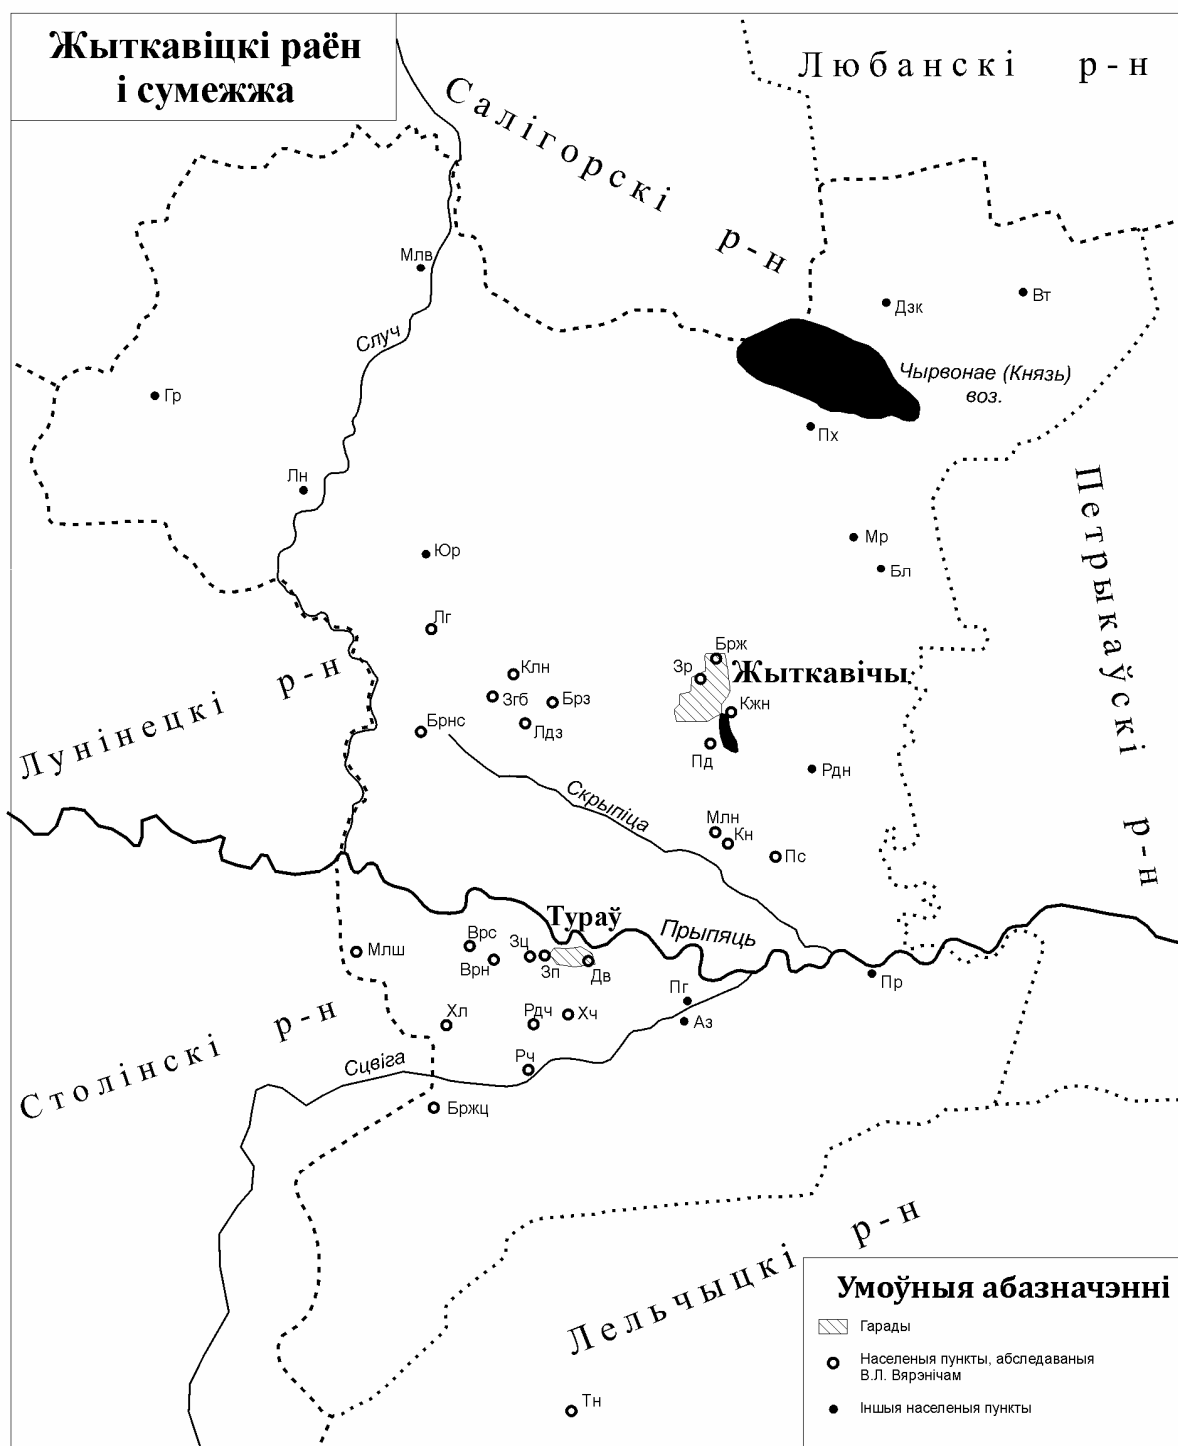 Жыткавіцкі раён
і сумежжа
Любанскі р-н
Салігорскі р-н
Млв
Дзк
Вт
Случ
Чырвонае (Князь)
воз.
Гр
Пх
Лн
Петрыкаўскі р-н
Юр
Мр
Бл
Лг
Брж
Клн
Зр
Жыткавічы
Лунінецкі р-н
Згб
Брз
Кжн
Брнс
Лдз
Пд
Рдн
Скрыпіца
Млн
Кн
Пс
Тураў
Прыпяць
Млш
Врс
Зц
Врн
Зп
Дв
Пр
Пг
Столінскі р-н
Хл
Рдч
Хч
Аз
Сцвіга
Рч
Бржц
Лельчыцкі р-н
Тн
Умоўныя абазначэнні
Гарады
Населеныя пункты, абследаваныя
В.Л. Вярэнічам
Іншыя населеныя пункты